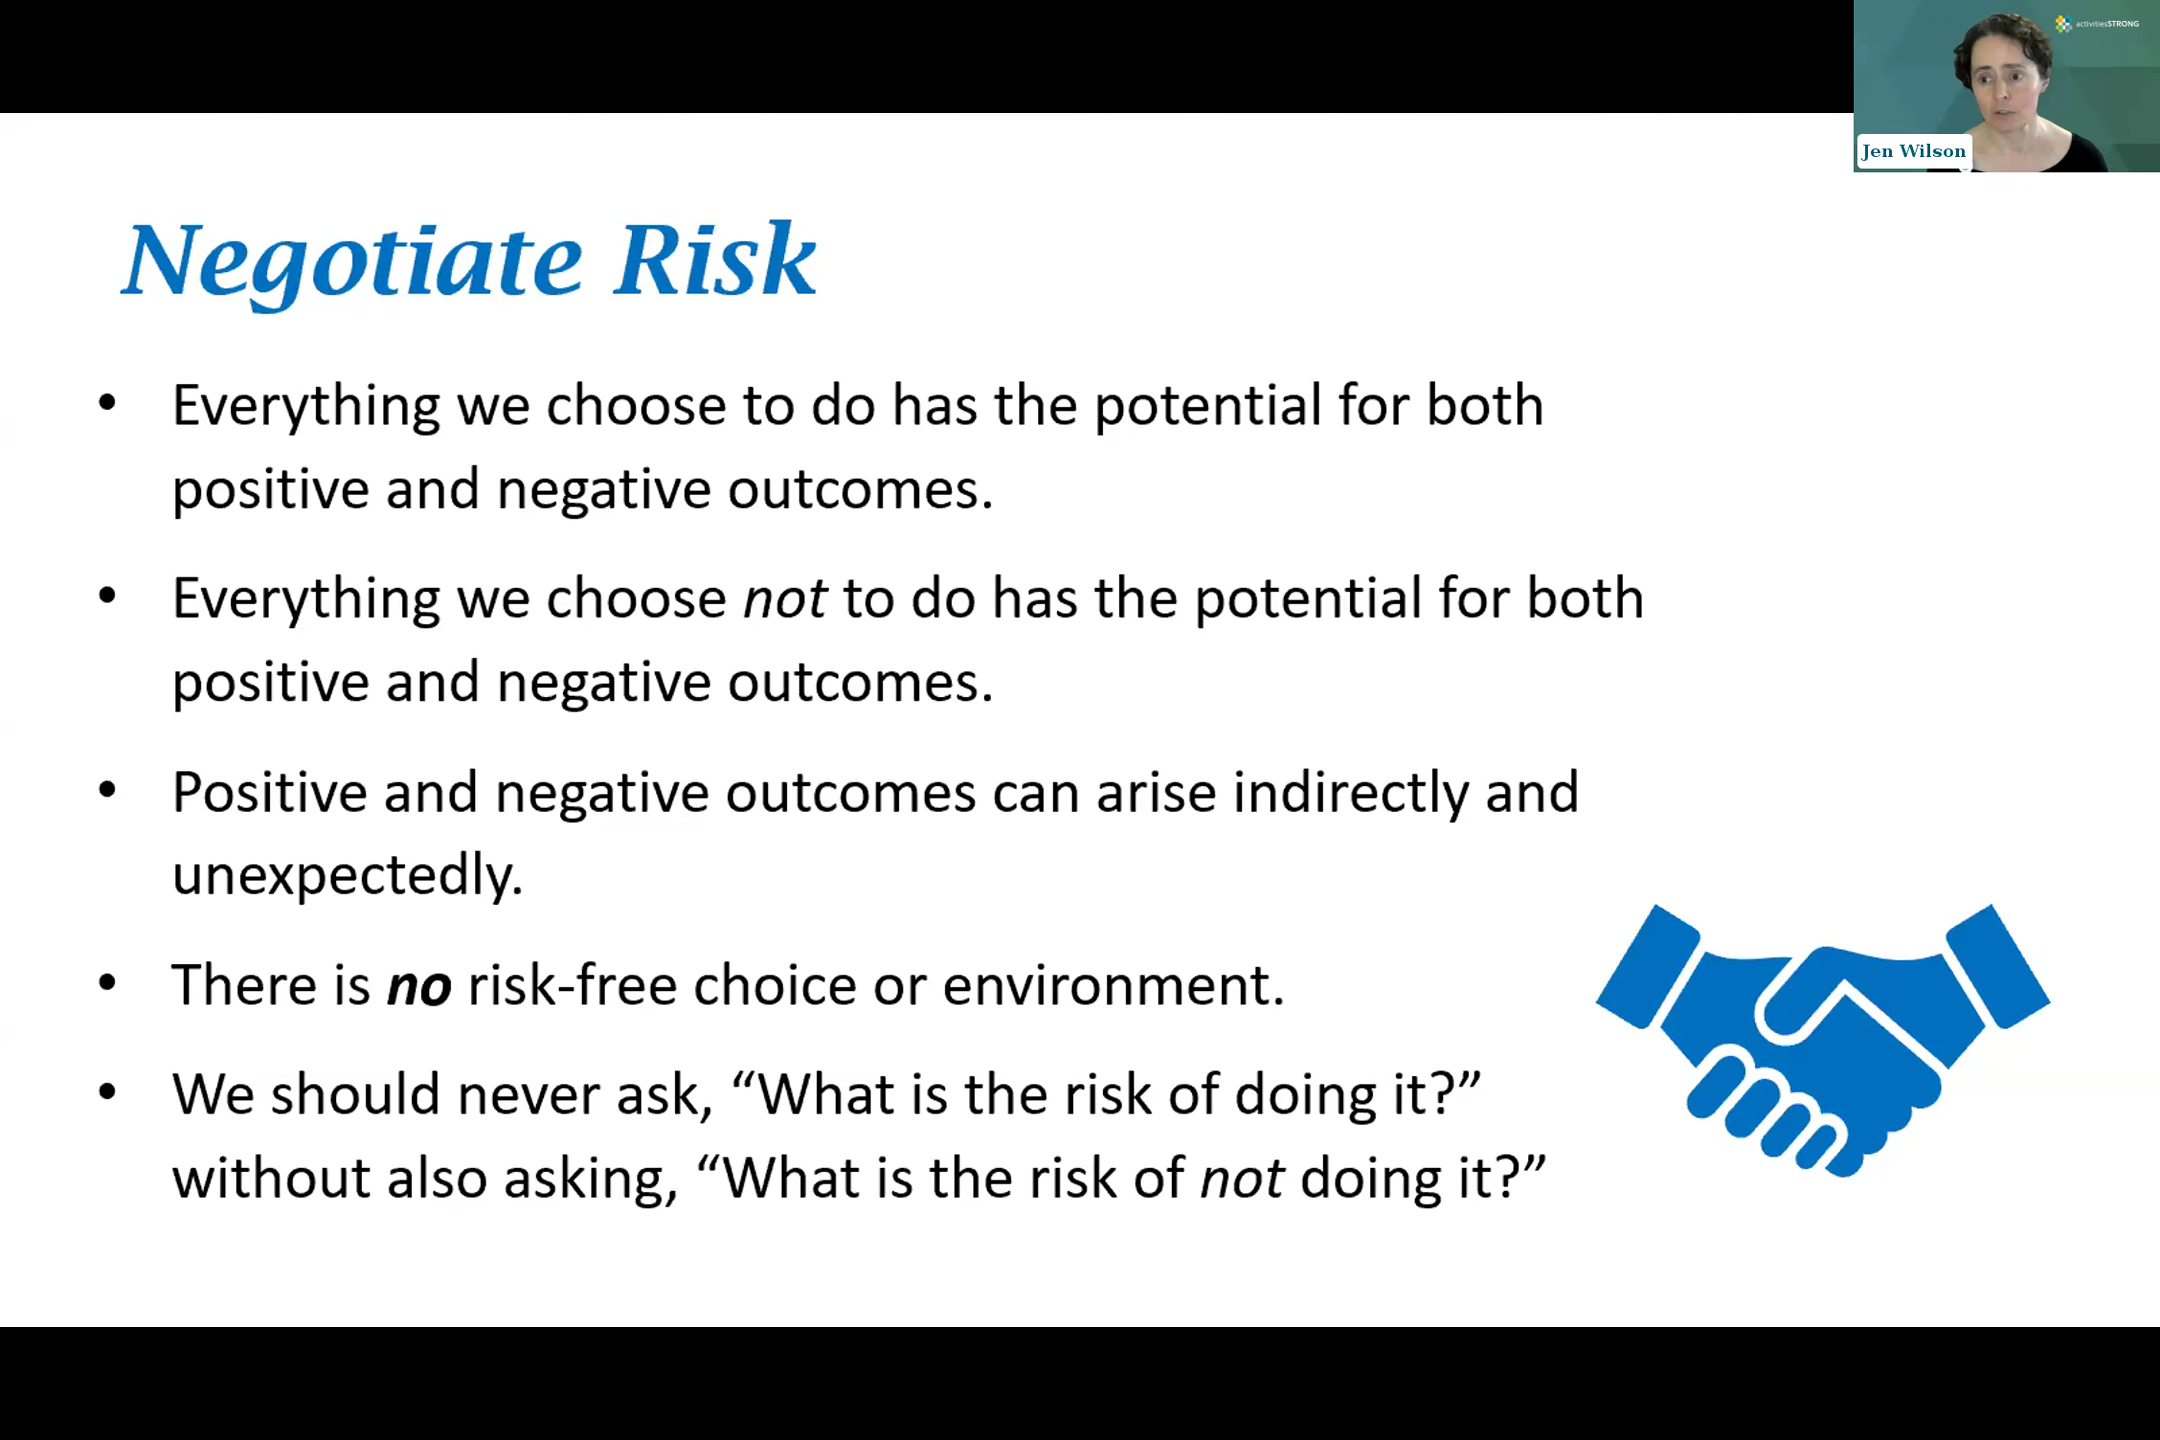 activitiesSTRONG
Jen Wilson
Negotiate Risk
• Everything we choose to do has the potential for both
positive and negative outcomes.
• Everything we choose not to do has the potential for both
positive and negative outcomes.
• Positive and negative outcomes can arise indirectly and
unexpectedly.
• There is no risk-free choice or environment.
• We should never ask, “What is the risk of doing it?”
without also asking, “What is the risk of not doing it?”